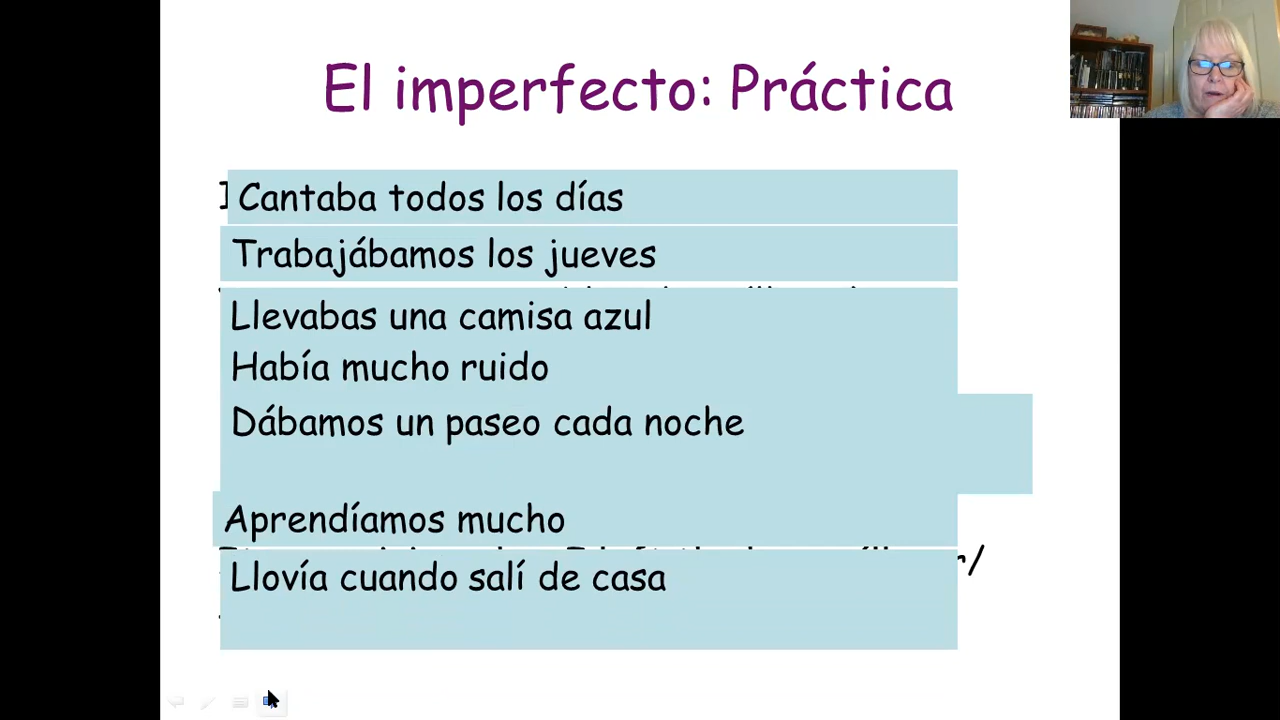 El imperfecto: Práctica
Cantaba todos los días
Trabajábamos los jueves
Llevabas una camisa azul
Había mucho ruido
Dábamos un paseo cada noche
Aprendíamos mucho
Llovía cuando salí de casa